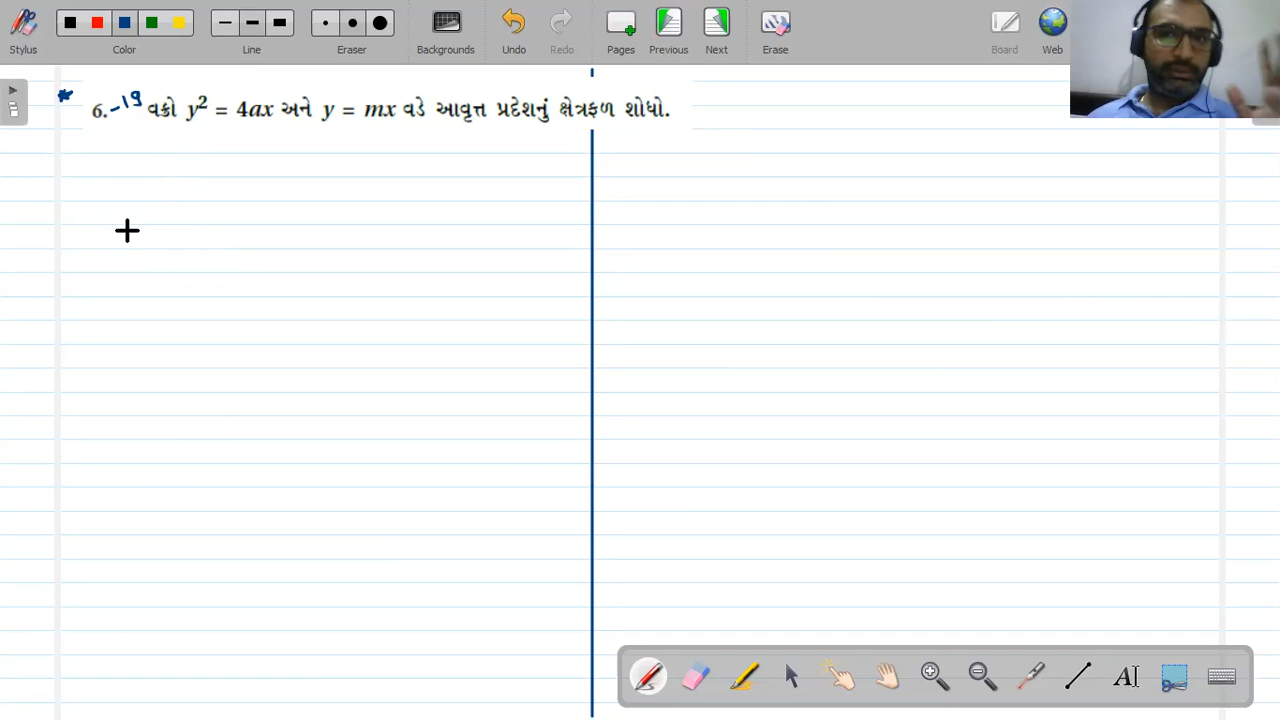 Stylus Color Line Eraser Backgrounds Undo Redo Pages Previous Next Erase Board Web
* 6. -19 વક્રો y² = 4ax અને y = mx વડે આવૃત્ત પ્રદેશનું ક્ષેત્રફળ શોધો.